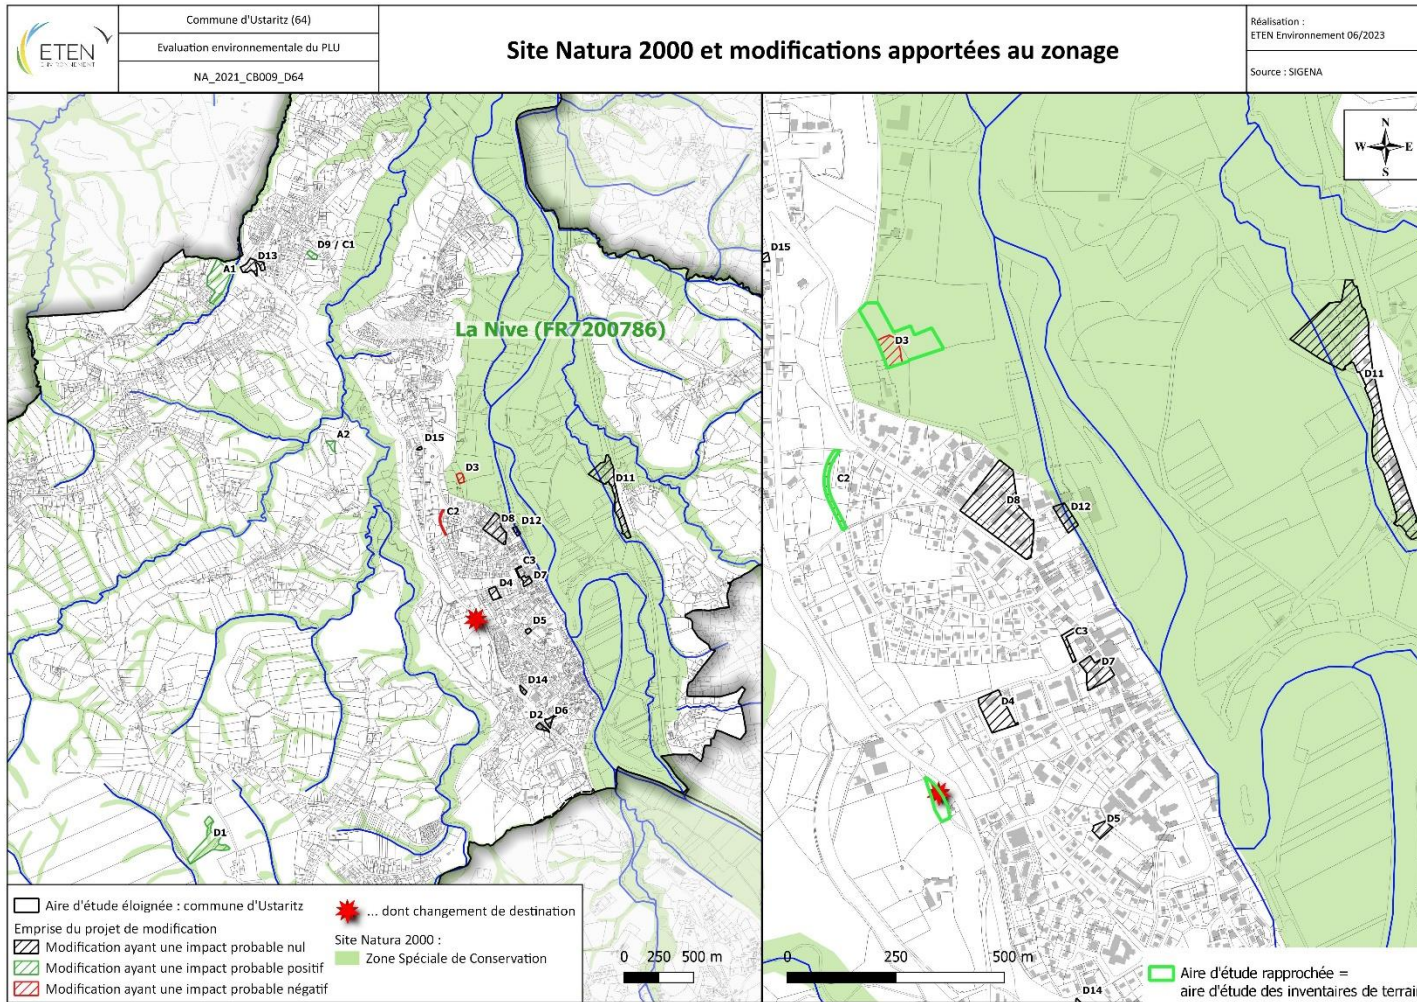 ETEN
ENVIRONNEMENT
Commune d'Ustaritz (64)
Evaluation environnementale du PLU
NA_2021_CB009_D64
Site Natura 2000 et modifications apportées au zonage
Réalisation :
ETEN Environnement 06/2023
Source : SIGENA
D9 / C1
D13
A1
La Nive (FR7200786)
A2
D15
D3
D11
C2
D8
D12
C3
D7
D4
D5
D14
D6
D2
D1
N
W E
S
D15
D3
D11
C2
D8
D12
C3
D7
D4
D5
D14
Aire d'étude éloignée : commune d'Ustaritz
Emprise du projet de modification
Modification ayant une impact probable nul
Modification ayant une impact probable positif
Modification ayant une impact probable négatif
... dont changement de destination
Site Natura 2000 :
Zone Spéciale de Conservation
0 250 500 m
0 250 500 m
Aire d'étude rapprochée =
aire d'étude des inventaires de terrai